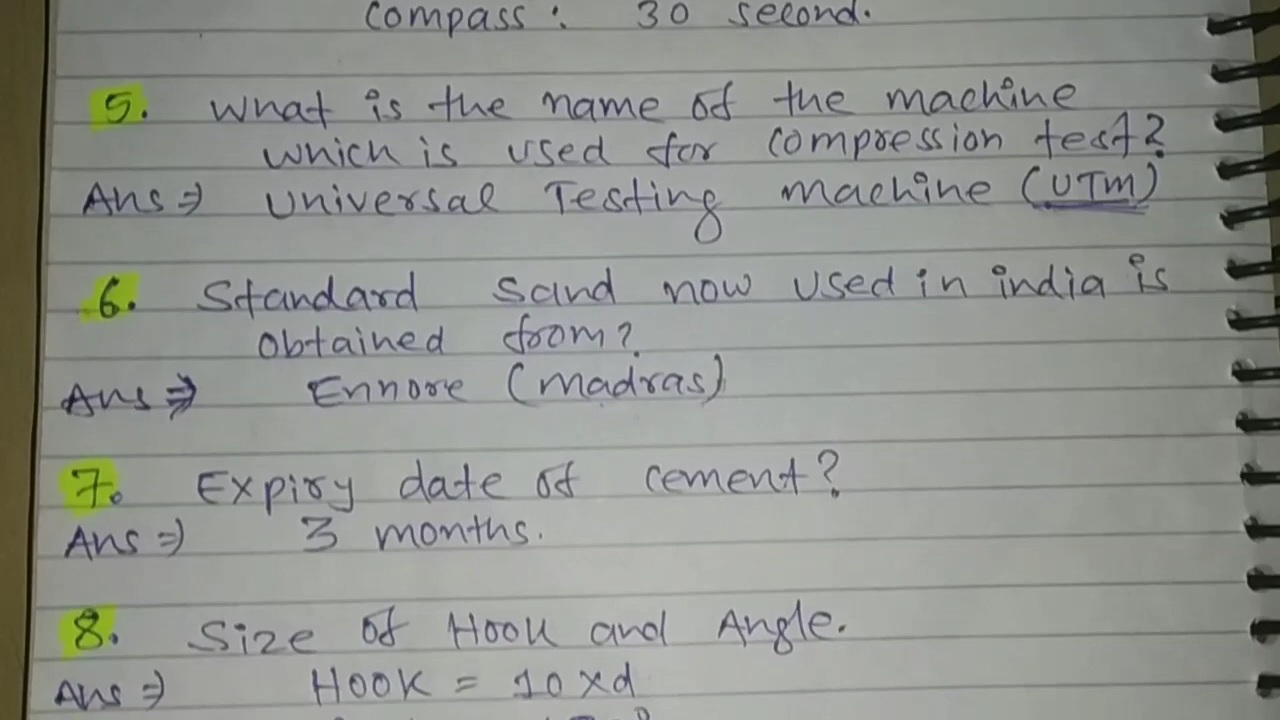 Compass : 30 second.
5. What is the name of the machine
which is used for compression test?
Ans ⇒ Universal Testing machine (UTM)
6. Standard sand now used in india is
obtained from?
Ans ⇒ Ennore (madras)
7. Expiry date of cement?
Ans ⇒ 3 months.
8. Size of Hook and Angle.
Ans ⇒ Hook = 10 x d